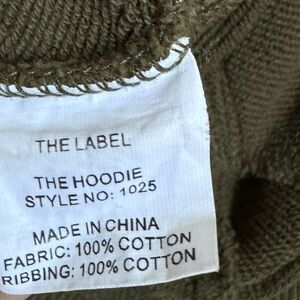 THE LABEL
THE HOODIE
STYLE NO: 1025
MADE IN CHINA
FABRIC: 100% COTTON
RIBBING: 100% COTTON